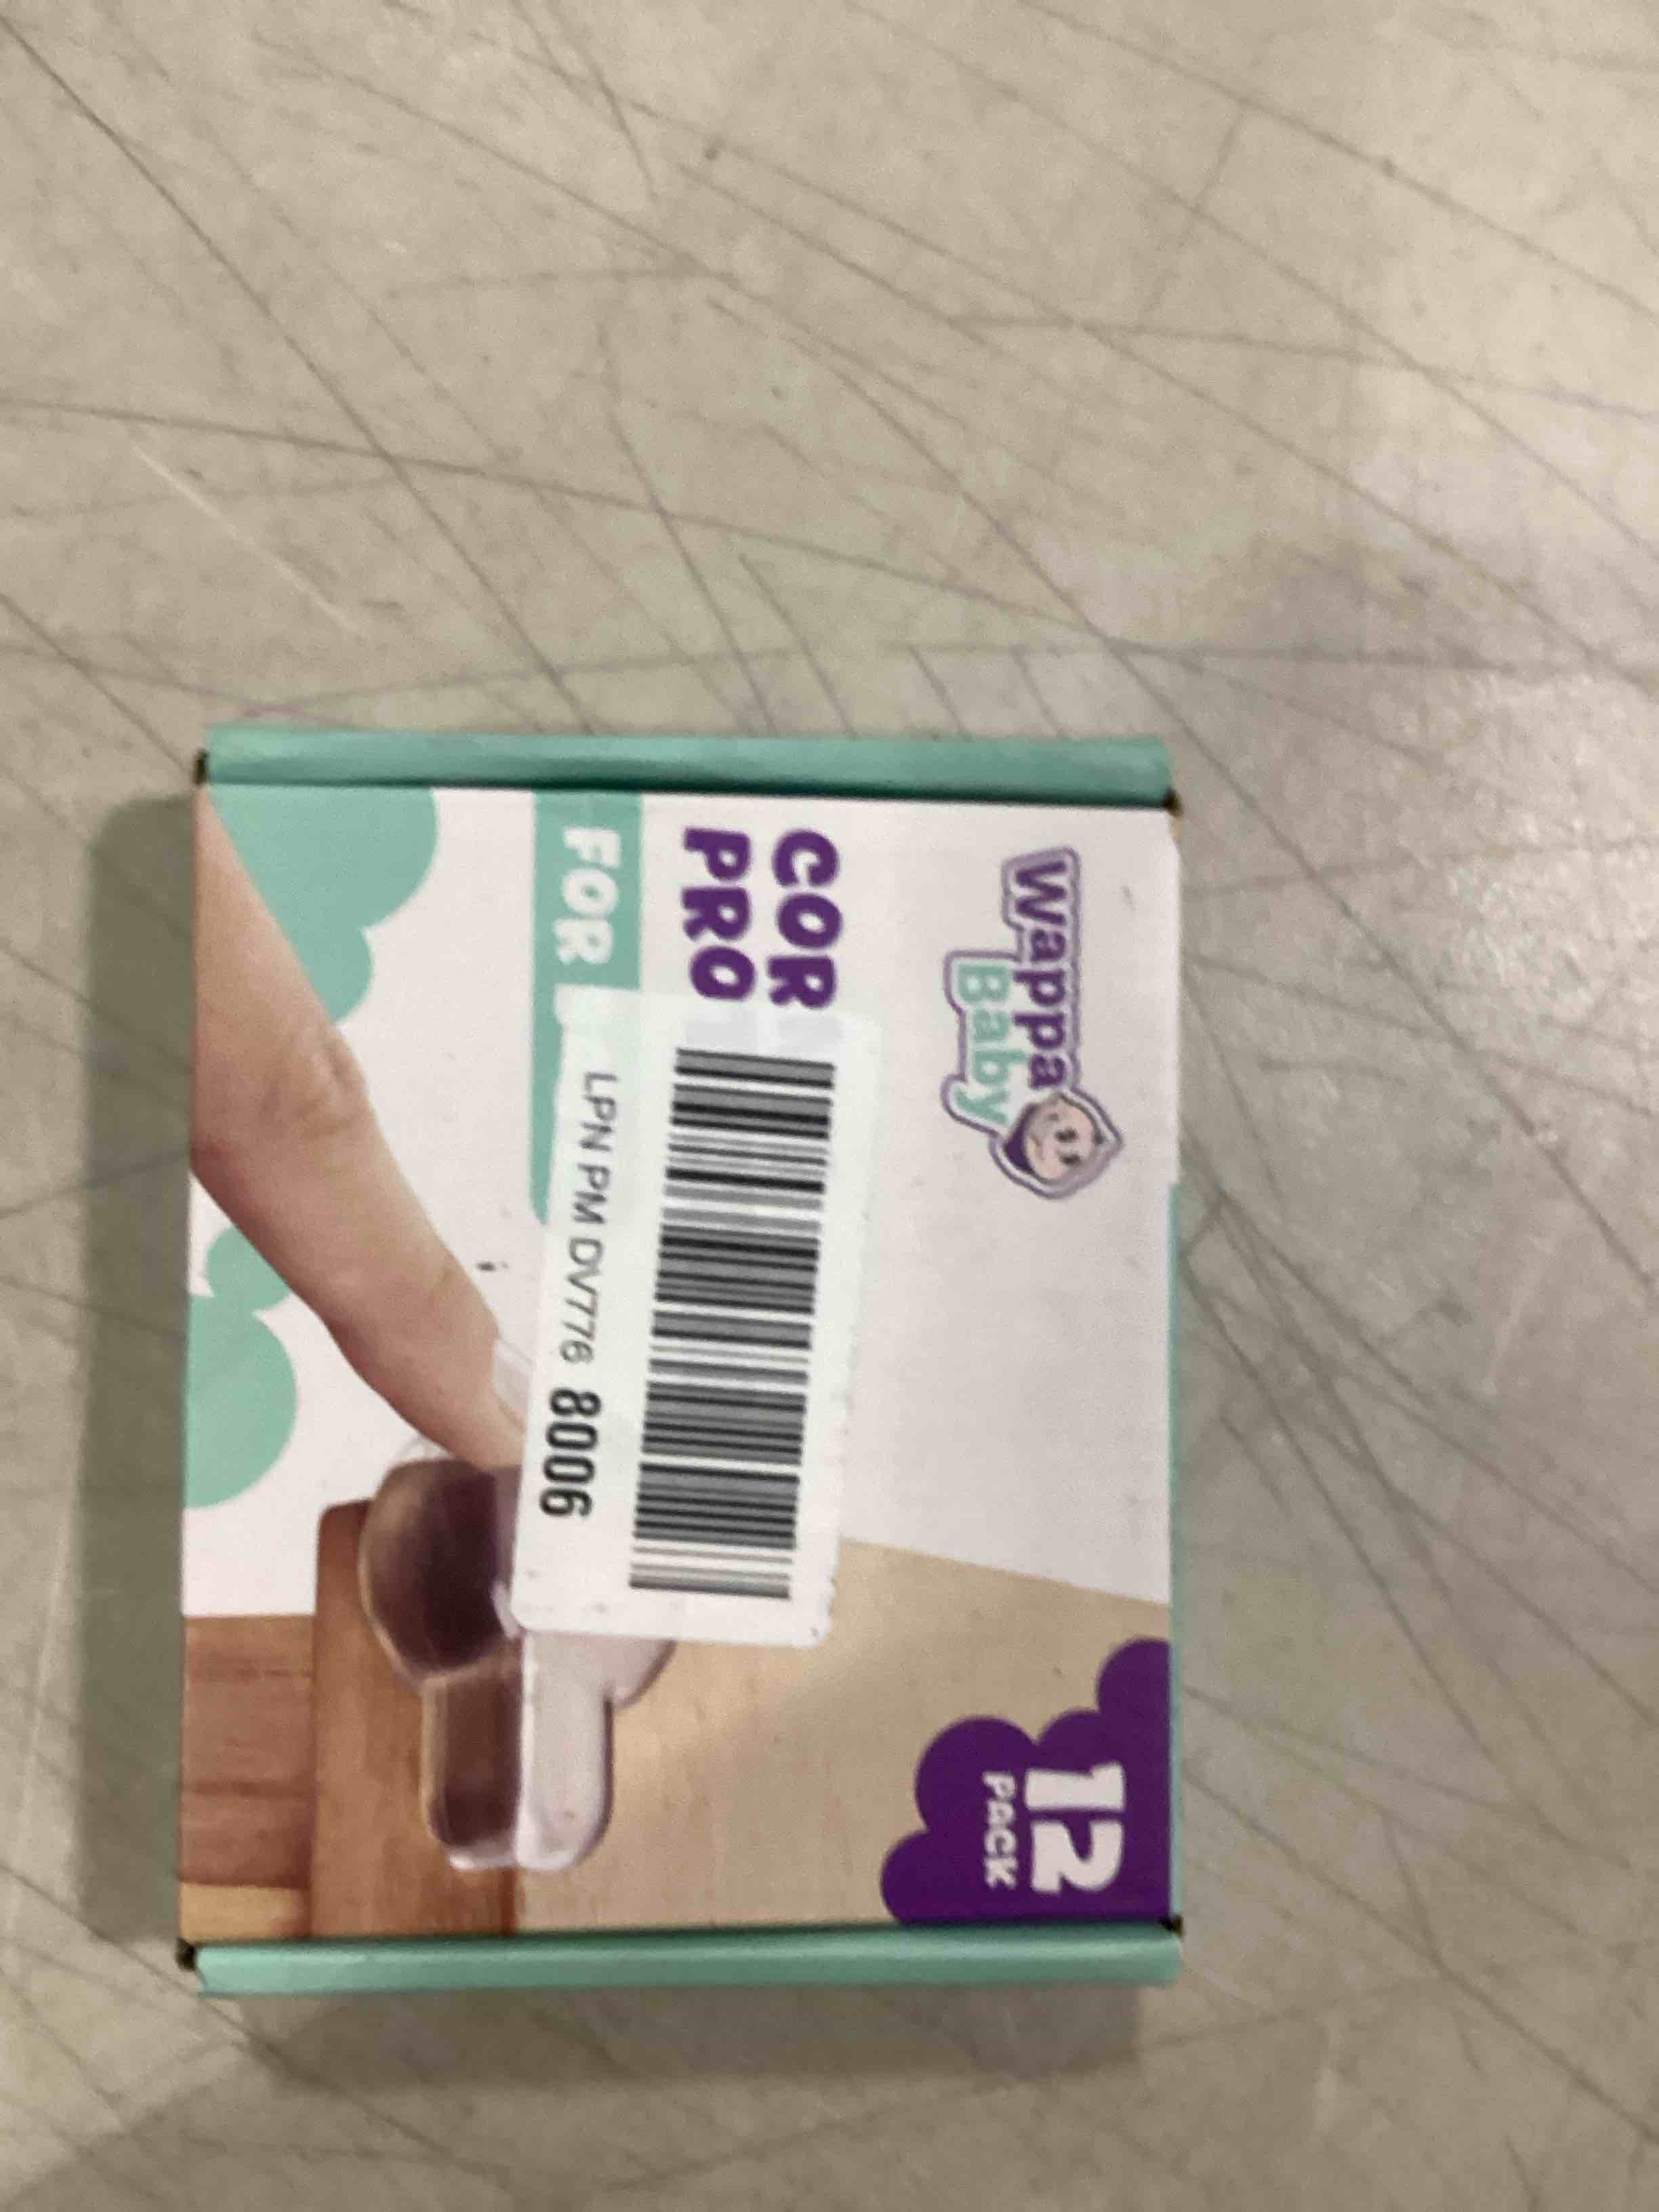 Wappa
Baby
12
PACK
COR
PRO
FOR
LPN PM DV776 8006